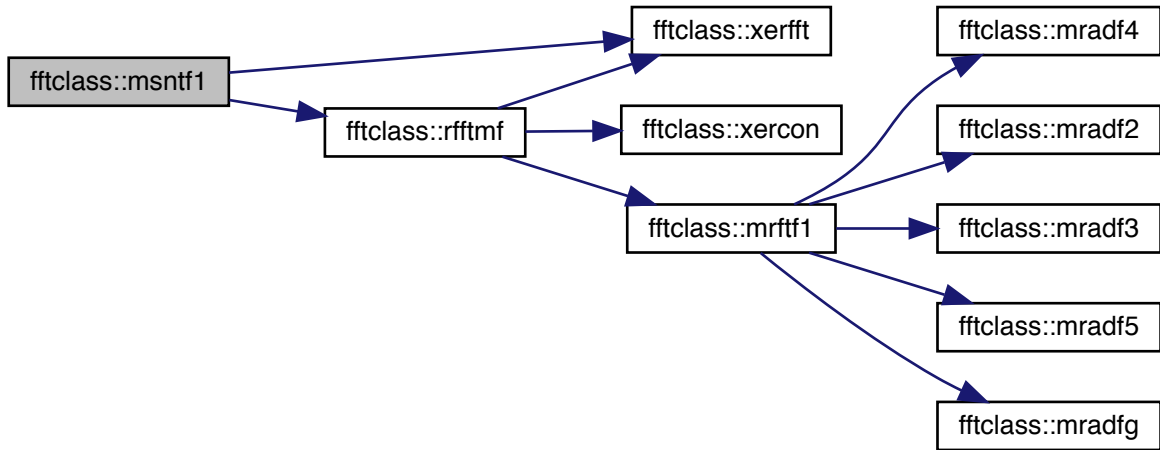 fftclass::msntf1
fftclass::rfftmf
fftclass::xerfft
fftclass::xercon
fftclass::mrftf1
fftclass::mradf4
fftclass::mradf2
fftclass::mradf3
fftclass::mradf5
fftclass::mradfg